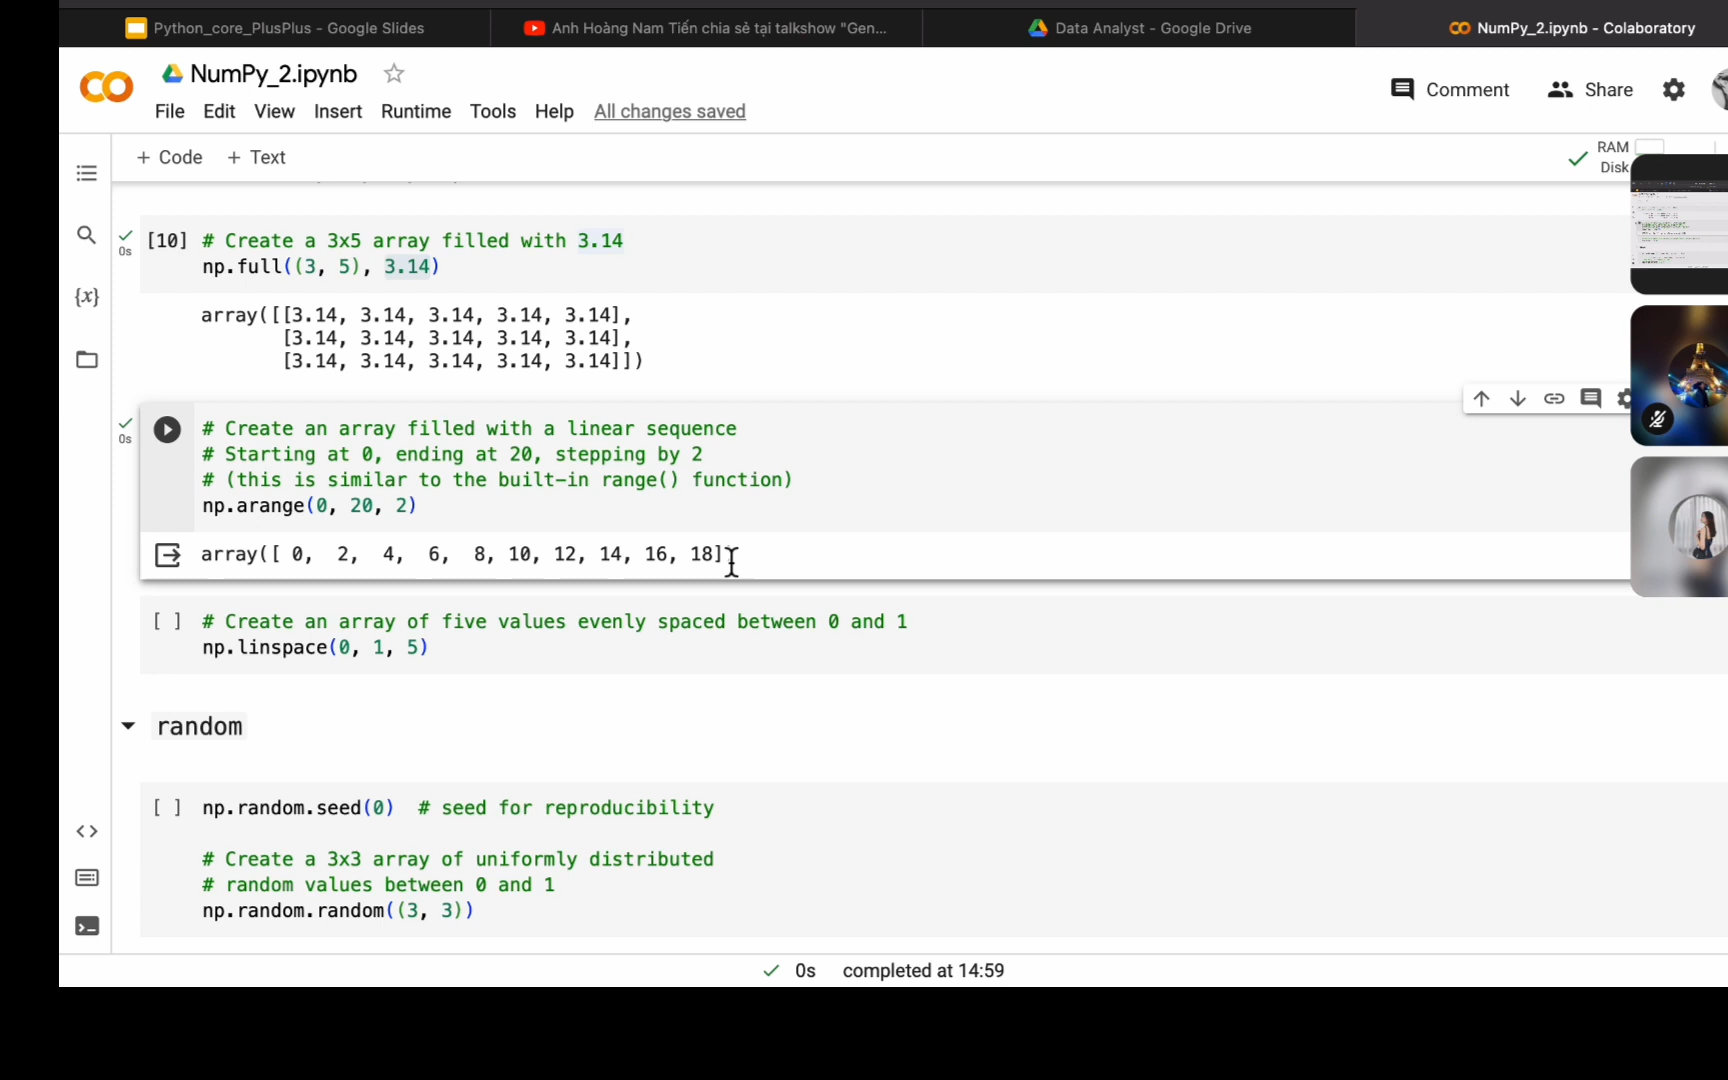 Python_core_PlusPlus - Google Slides
Anh Hoàng Nam Tiến chia sẻ tại talkshow "Gen...
Data Analyst - Google Drive
NumPy_2.ipynb - Colaboratory
NumPy_2.ipynb
Comment
Share
File Edit View Insert Runtime Tools Help All changes saved
+ Code + Text
RAM
Disk
[10] # Create a 3x5 array filled with 3.14
0s
np.full((3, 5), 3.14)
array([[3.14, 3.14, 3.14, 3.14, 3.14],
[3.14, 3.14, 3.14, 3.14, 3.14],
[3.14, 3.14, 3.14, 3.14, 3.14]])
# Create an array filled with a linear sequence
0s
# Starting at 0, ending at 20, stepping by 2
# (this is similar to the built-in range() function)
np.arange(0, 20, 2)
array([ 0, 2, 4, 6, 8, 10, 12, 14, 16, 18]
[ ] # Create an array of five values evenly spaced between 0 and 1
np.linspace(0, 1, 5)
random
[ ] np.random.seed(0) # seed for reproducibility
# Create a 3x3 array of uniformly distributed
# random values between 0 and 1
np.random.random((3, 3))
0s completed at 14:59